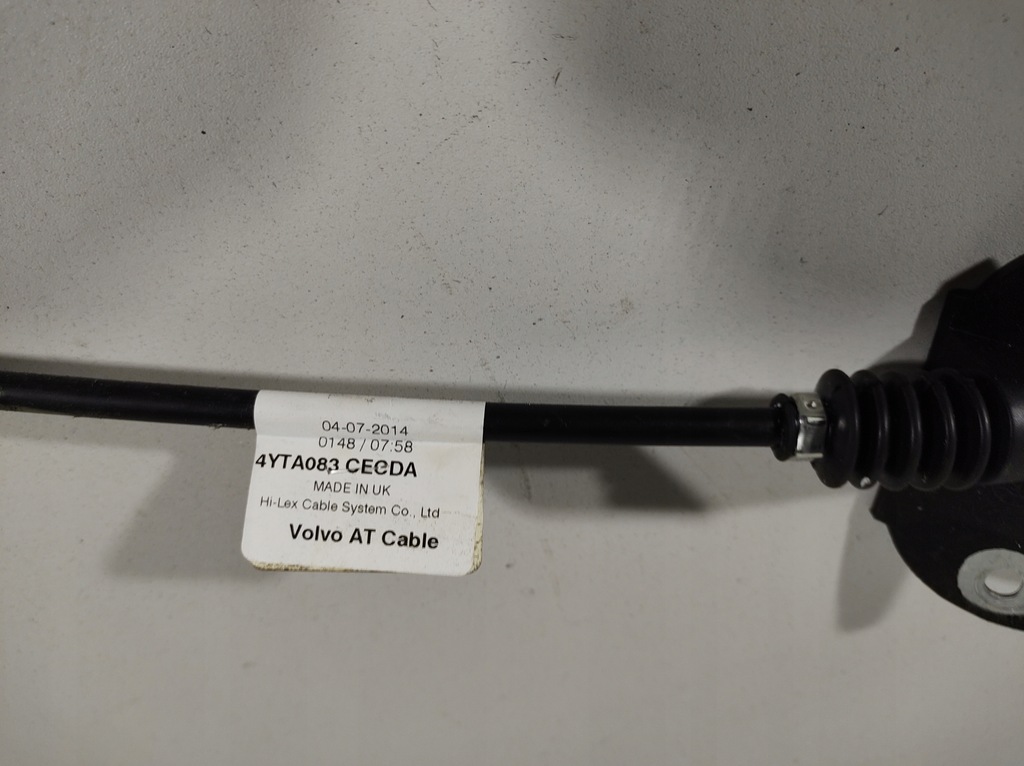 04-07-2014
0148 / 07:58
4YTA083 CECDA
MADE IN UK
Hi-Lex Cable System Co., Ltd
Volvo AT Cable